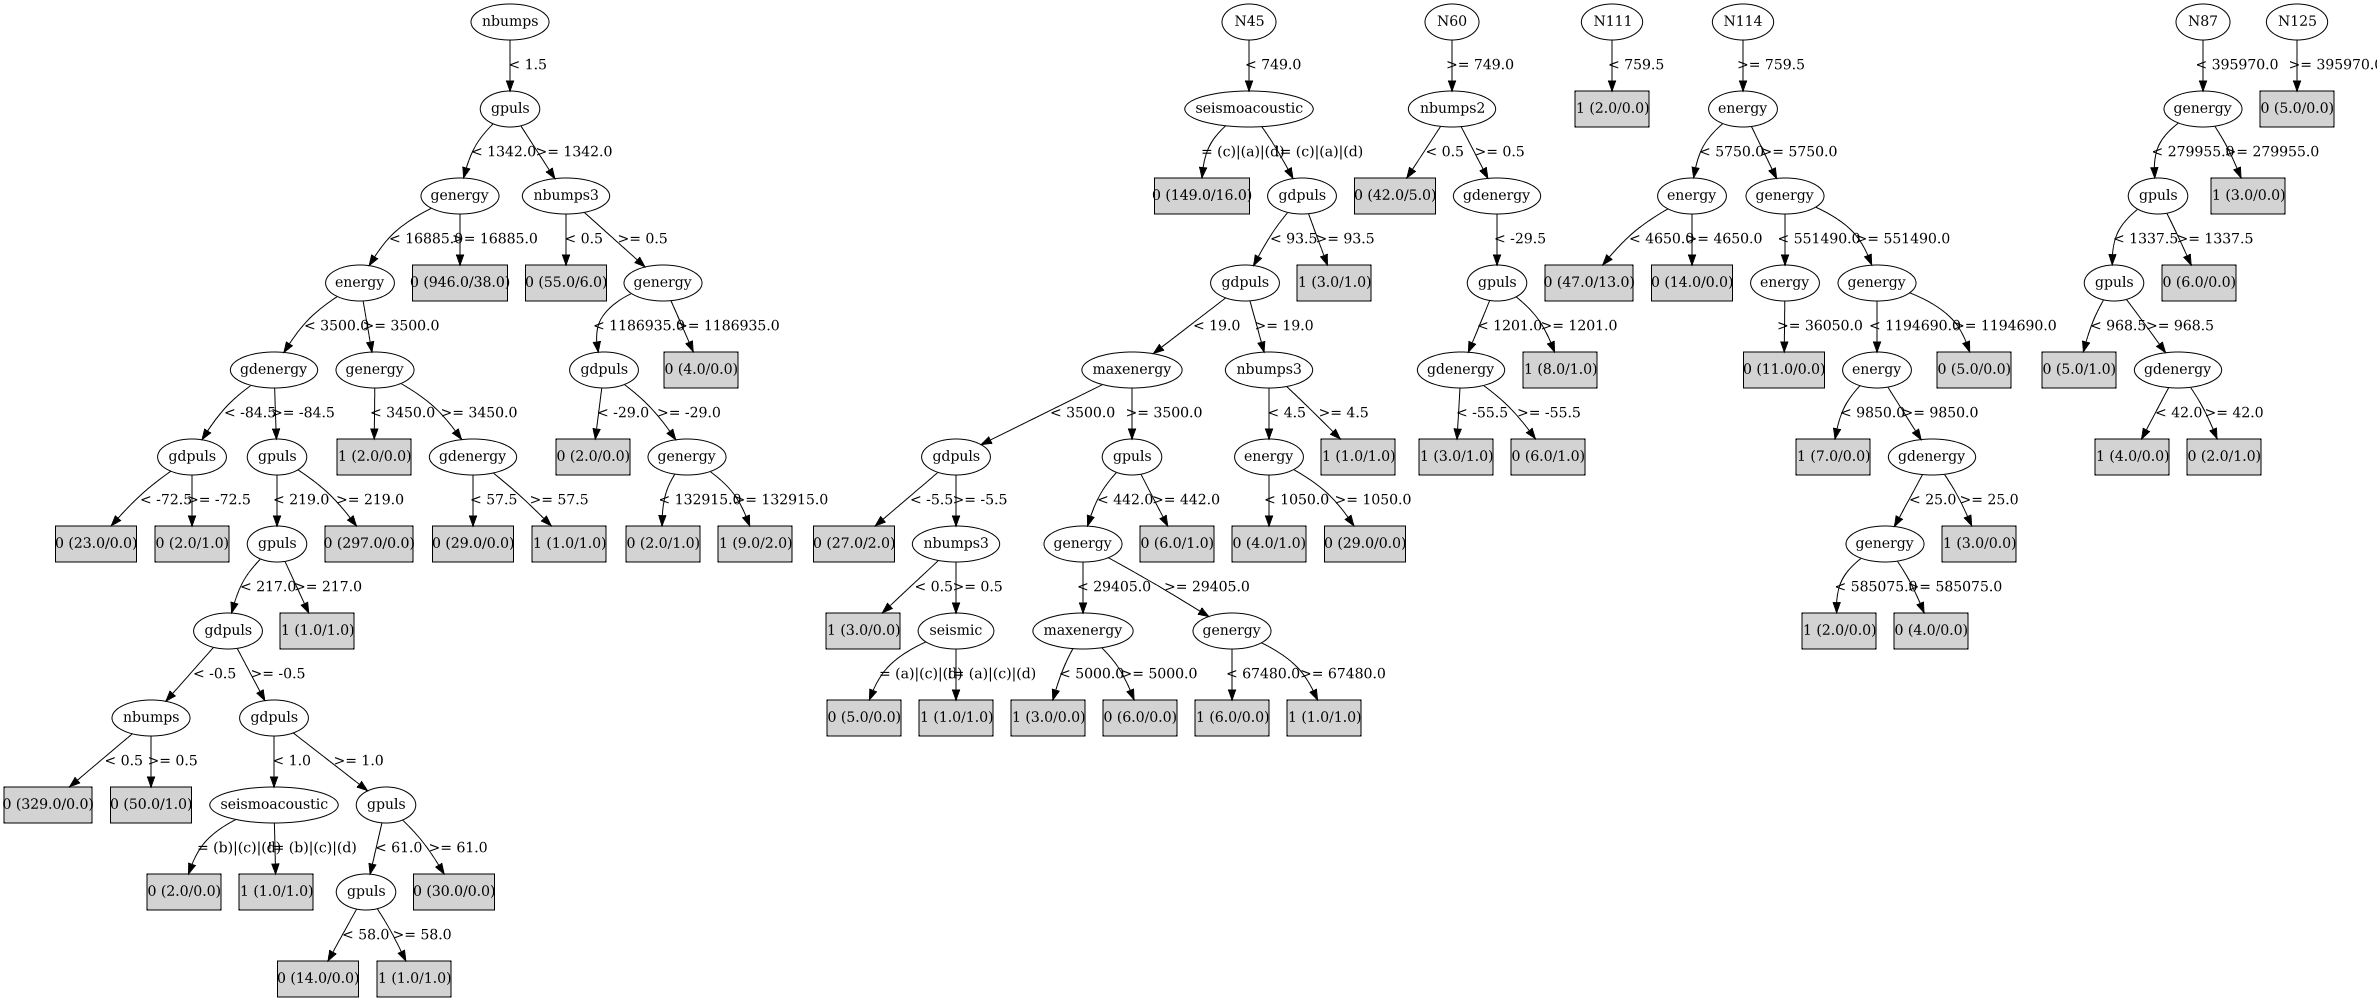 nbumps N45 N60 N111 N114 N87 N125
< 1.5 < 749.0 >= 749.0 < 759.5 >= 759.5 < 395970.0 >= 395970.0
gpuls seismoacoustic nbumps2 1 (2.0/0.0) energy genergy 0 (5.0/0.0)
< 1342.0 >= 1342.0 = (c)|(a)|(d) != (c)|(a)|(d) < 0.5 >= 0.5 < 5750.0 >= 5750.0 < 279955.0 >= 279955.0
genergy nbumps3 0 (149.0/16.0) gdpuls 0 (42.0/5.0) gdenergy energy genergy gpuls 1 (3.0/0.0)
< 16885.0 >= 16885.0 < 0.5 >= 0.5 < 93.5 >= 93.5 < -29.5 < 4650.0 >= 4650.0 < 551490.0 >= 551490.0 < 1337.5 >= 1337.5
energy 0 (946.0/38.0) 0 (55.0/6.0) genergy gdpuls 1 (3.0/1.0) gpuls 0 (47.0/13.0) 0 (14.0/0.0) energy genergy gpuls 0 (6.0/0.0)
< 3500.0 >= 3500.0 < 1186935.0 >= 1186935.0 < 19.0 >= 19.0 < 1201.0 >= 1201.0 >= 36050.0 < 1194690.0 >= 1194690.0 < 968.5 >= 968.5
gdenergy genergy gdpuls 0 (4.0/0.0) maxenergy nbumps3 gdenergy 1 (8.0/1.0) 0 (11.0/0.0) energy 0 (5.0/0.0) 0 (5.0/1.0) gdenergy
< -84.5 >= -84.5 < 3450.0 >= 3450.0 < -29.0 >= -29.0 < 3500.0 >= 3500.0 < 4.5 >= 4.5 < -55.5 >= -55.5 < 9850.0 >= 9850.0 < 42.0 >= 42.0
gdpuls gpuls 1 (2.0/0.0) gdenergy 0 (2.0/0.0) genergy gdpuls gpuls energy 1 (1.0/1.0) 1 (3.0/1.0) 0 (6.0/1.0) 1 (7.0/0.0) gdenergy 1 (4.0/0.0) 0 (2.0/1.0)
< -72.5 >= -72.5 < 219.0 >= 219.0 < 57.5 >= 57.5 < 132915.0 >= 132915.0 < -5.5 >= -5.5 < 442.0 >= 442.0 < 1050.0 >= 1050.0 < 25.0 >= 25.0
0 (23.0/0.0) 0 (2.0/1.0) gpuls 0 (297.0/0.0) 0 (29.0/0.0) 1 (1.0/1.0) 0 (2.0/1.0) 1 (9.0/2.0) 0 (27.0/2.0) nbumps3 genergy 0 (6.0/1.0) 0 (4.0/1.0) 0 (29.0/0.0) genergy 1 (3.0/0.0)
< 217.0 >= 217.0 < 0.5 >= 0.5 < 29405.0 >= 29405.0 < 585075.0 >= 585075.0
gdpuls 1 (1.0/1.0) 1 (3.0/0.0) seismic maxenergy genergy 1 (2.0/0.0) 0 (4.0/0.0)
< -0.5 >= -0.5 = (a)|(c)|(d) != (a)|(c)|(d) < 5000.0 >= 5000.0 < 67480.0 >= 67480.0
nbumps gdpuls 0 (5.0/0.0) 1 (1.0/1.0) 1 (3.0/0.0) 0 (6.0/0.0) 1 (6.0/0.0) 1 (1.0/1.0)
< 0.5 >= 0.5 < 1.0 >= 1.0
0 (329.0/0.0) 0 (50.0/1.0) seismoacoustic gpuls
= (b)|(c)|(d) != (b)|(c)|(d) < 61.0 >= 61.0
0 (2.0/0.0) 1 (1.0/1.0) gpuls 0 (30.0/0.0)
< 58.0 >= 58.0
0 (14.0/0.0) 1 (1.0/1.0)